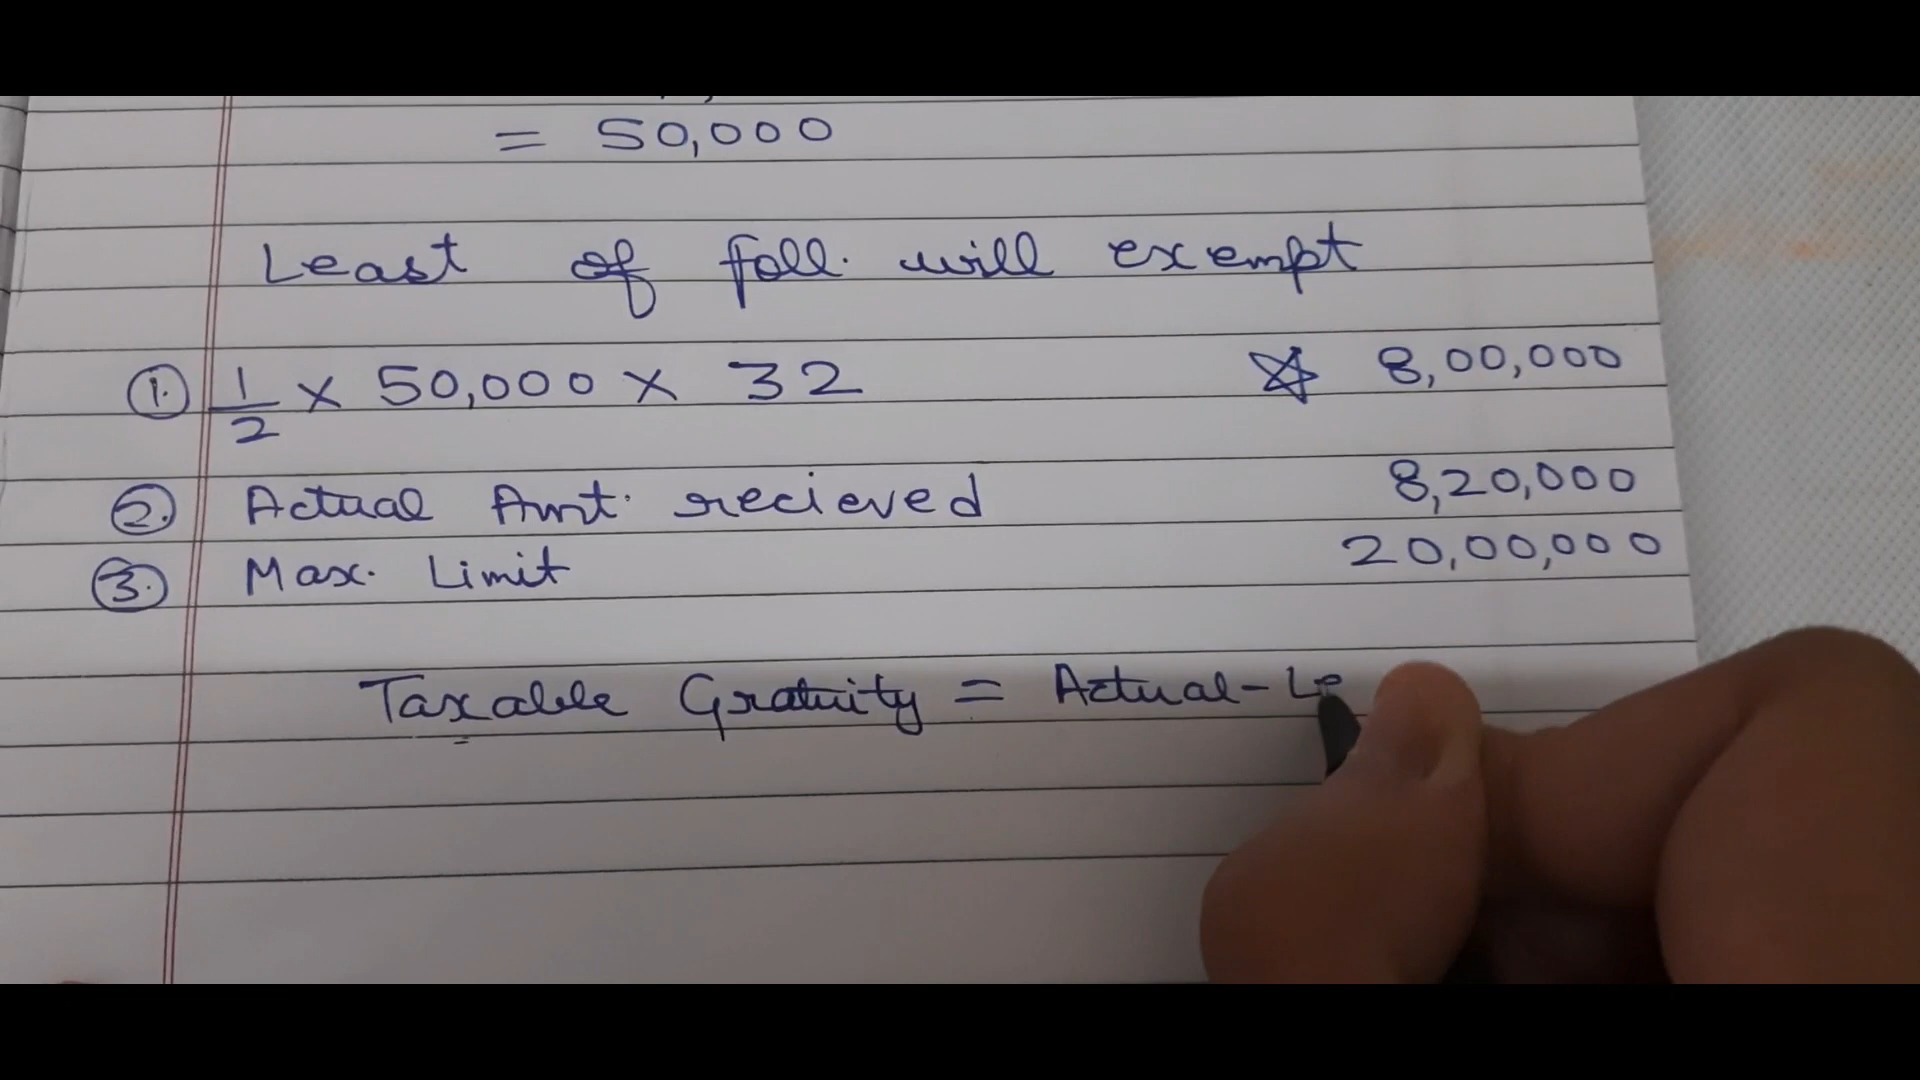 = 50,000
Least of foll. will exempt
1. 1/2 × 50,000 × 32 ☆ 8,00,000
2. Actual Amt. recieved 8,20,000
3. Max. Limit 20,00,000
Taxable Gratuity = Actual - Le